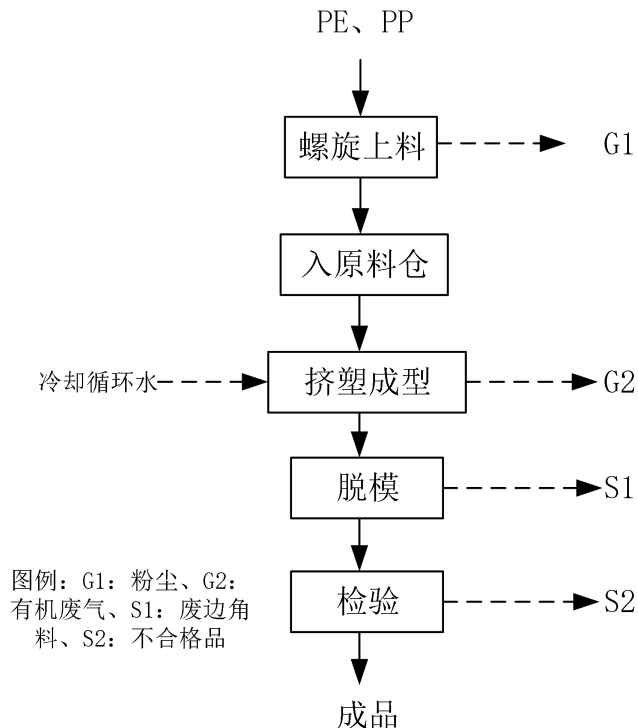 PE、PP
螺旋上料
G1
入原料仓
冷却循环水
挤塑成型
G2
脱模
S1
图例：G1：粉尘、G2：
有机废气、S1：废边角
料、S2：不合格品
检验
S2
成品